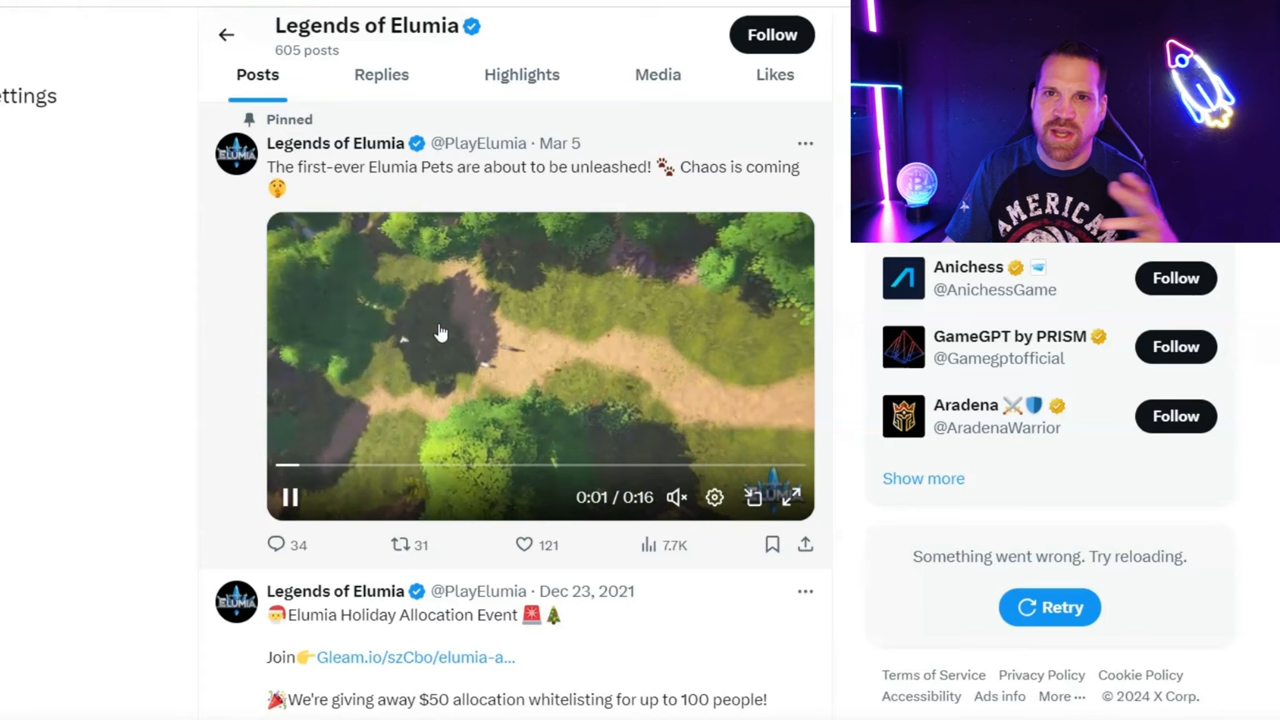 ettings
Legends of Elumia
605 posts
Follow
Posts
Replies
Highlights
Media
Likes
Pinned
Legends of Elumia @PlayElumia · Mar 5
The first-ever Elumia Pets are about to be unleashed! 🐾 Chaos is coming
🤫
0:01 / 0:16
ELUMIA
34
31
121
7.7K
Legends of Elumia @PlayElumia · Dec 23, 2021
🎅Elumia Holiday Allocation Event 🚨🎄
Join👉Gleam.io/szCbo/elumia-a...
🎉We're giving away $50 allocation whitelisting for up to 100 people!
AMERICAN
Anichess
@AnichessGame
Follow
GameGPT by PRISM
@Gamegptofficial
Follow
Aradena ⚔️🛡️
@AradenaWarrior
Follow
Show more
Something went wrong. Try reloading.
Retry
Terms of Service Privacy Policy Cookie Policy
Accessibility Ads info More ··· © 2024 X Corp.